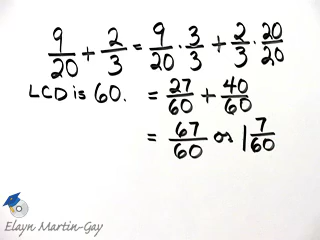 9/20 + 2/3 = 9/20 · 3/3 + 2/3 · 20/20
LCD is 60. = 27/60 + 40/60
= 67/60 or 1 7/60
Elayn Martin-Gay